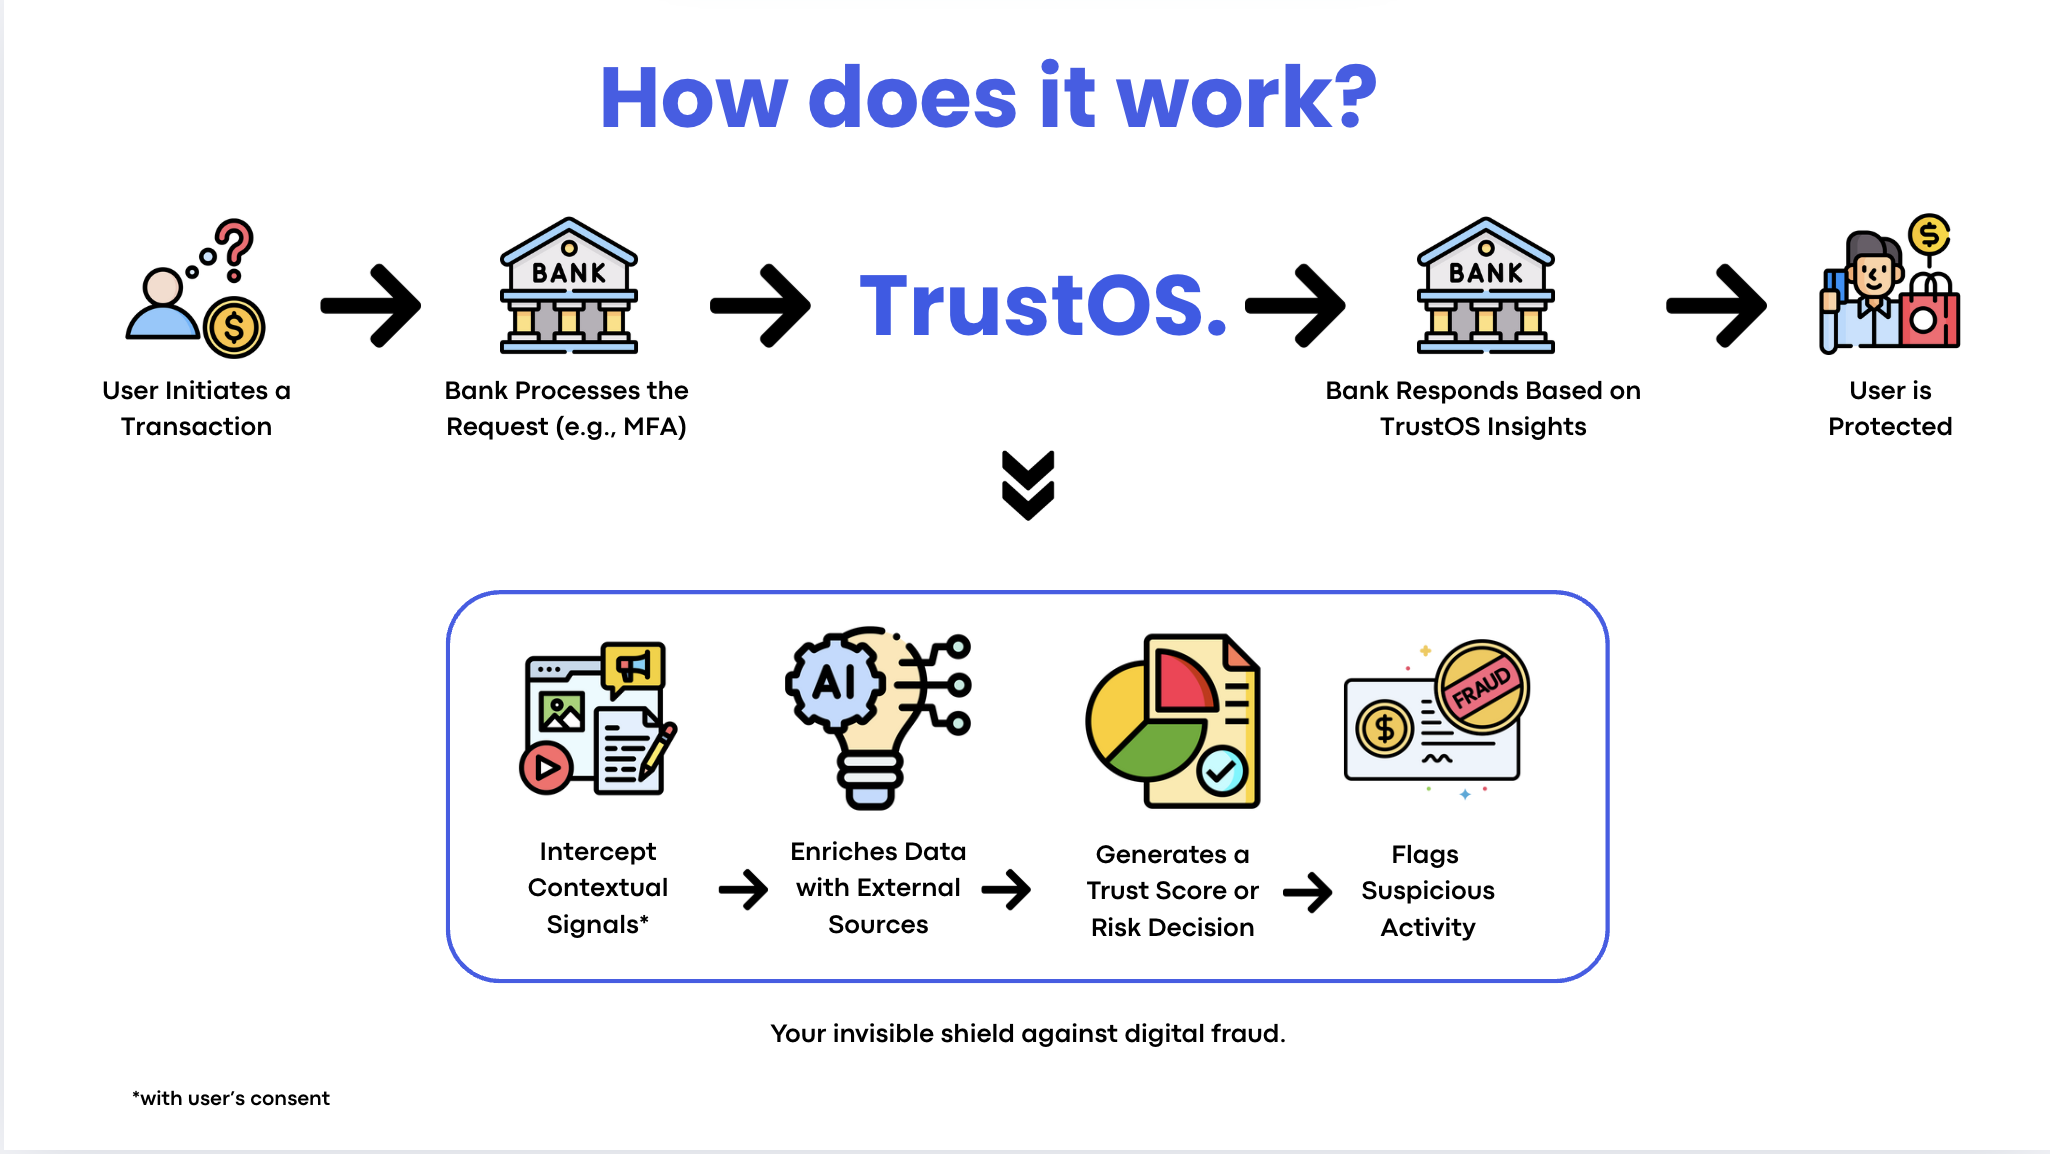 How does it work?
BANK
TrustOS.
BANK
User Initiates a
Transaction
Bank Processes the
Request (e.g., MFA)
Bank Responds Based on
TrustOS Insights
User is
Protected
AI
FRAUD
Intercept
Contextual
Signals*
Enriches Data
with External
Sources
Generates a
Trust Score or
Risk Decision
Flags
Suspicious
Activity
Your invisible shield against digital fraud.
*with user's consent